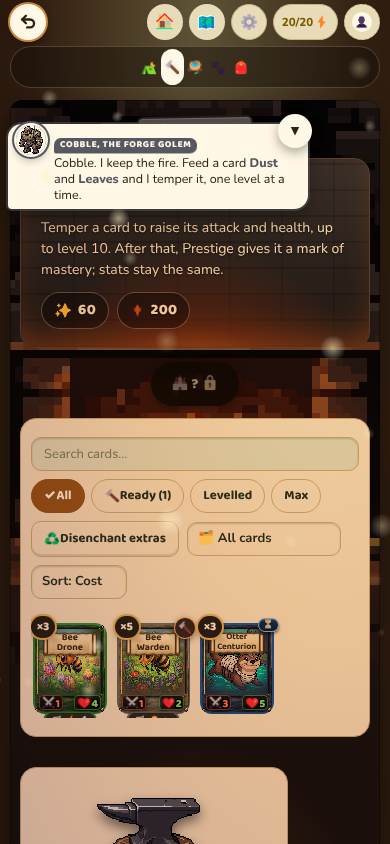 20/20
COBBLE, THE FORGE GOLEM
Cobble. I keep the fire. Feed a card Dust
and Leaves and I temper it, one level at a
time.
Temper a card to raise its attack and health, up
to level 10. After that, Prestige gives it a mark of
mastery; stats stay the same.
60
200
?
Search cards...
All
Ready (1)
Levelled
Max
Disenchant extras
All cards
Sort: Cost
×3
×5
×3
Bee
Drone
Bee
Warden
Otter
Centurion
1
4
1
2
3
5